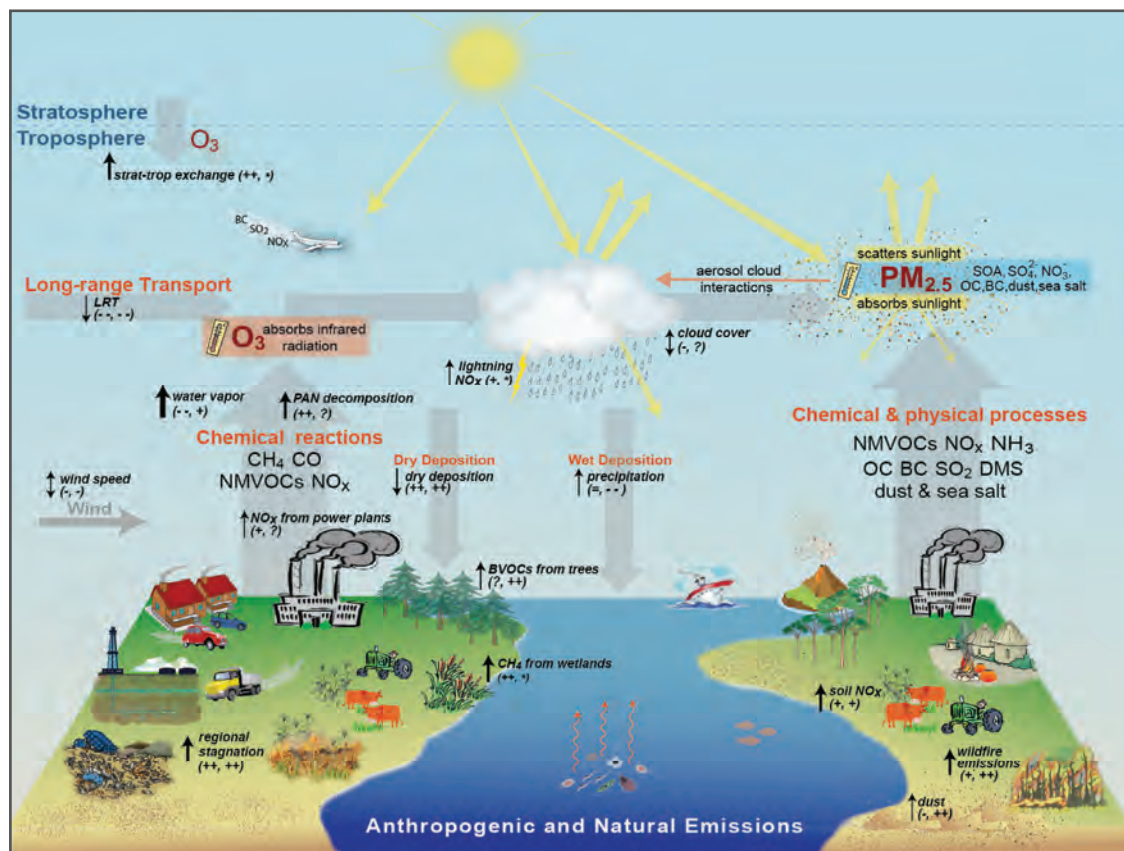 Stratosphere
Troposphere
O3
strat-trop exchange (++, *)
BC
SO2
NOX
Long-range Transport
LRT
(- -, - -)
O3 absorbs infrared
radiation
aerosol cloud
interactions
scatters sunlight
PM2.5
absorbs sunlight
SOA, SO4 2-, NO3-,
OC, BC,dust,sea salt
cloud cover
(-, ?)
lightning
NOx (+, *)
water vapor
(- -, +)
PAN decomposition
(++, ?)
Chemical reactions
CH4 CO
NMVOCs NOx
Dry Deposition
dry deposition
(++, ++)
Wet Deposition
precipitation
(=, - -)
Chemical & physical processes
NMVOCs NOx NH3
OC BC SO2 DMS
dust & sea salt
wind speed
(-, -)
Wind
NOx from power plants
(+, ?)
BVOCs from trees
(?, ++)
CH4 from wetlands
(++, *)
soil NOx
(+, +)
regional
stagnation
(++, ++)
wildfire
emissions
(+, ++)
dust
(-, ++)
Anthropogenic and Natural Emissions